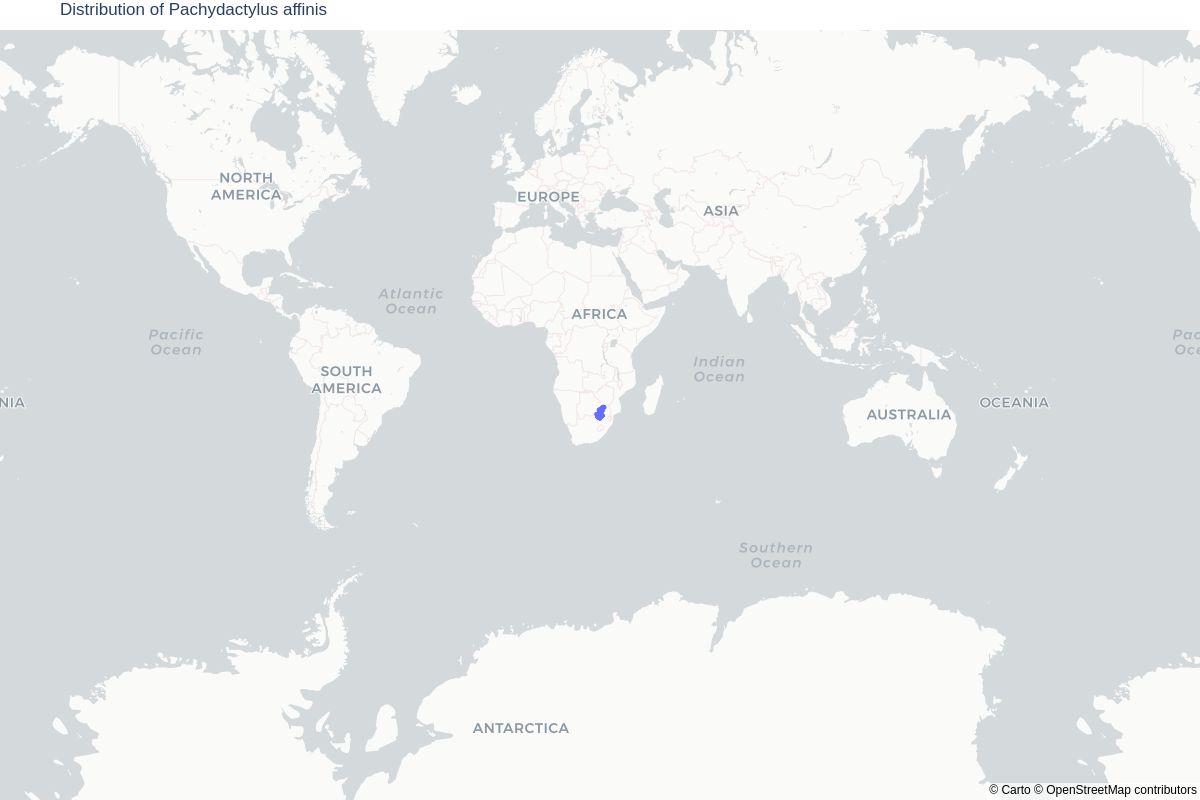 Distribution of Pachydactylus affinis
NORTH
AMERICA
EUROPE
ASIA
Atlantic
Ocean
AFRICA
Pacific
Ocean
Pac
Oce
Indian
Ocean
SOUTH
AMERICA
NIA
AUSTRALIA
OCEANIA
Southern
Ocean
ANTARCTICA
© Carto © OpenStreetMap contributors